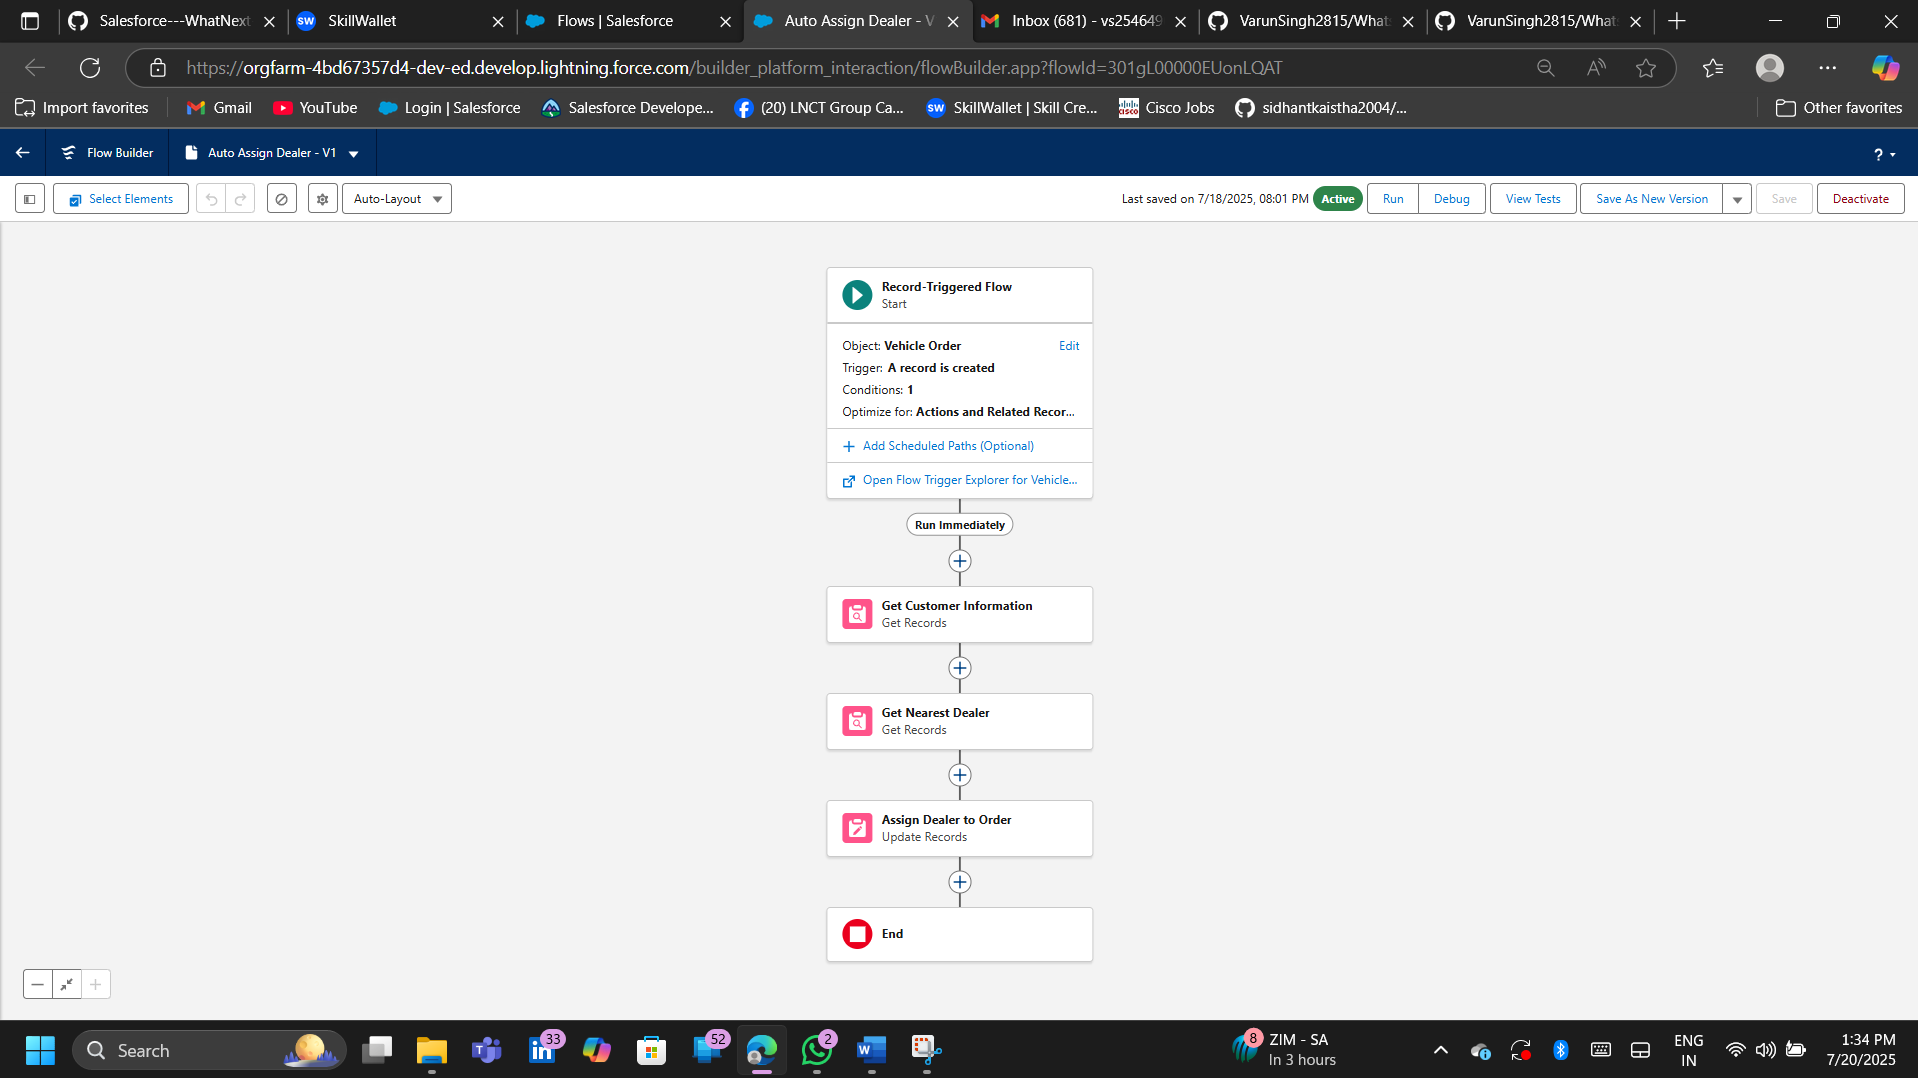 Salesforce---WhatNext
SkillWallet
Flows | Salesforce
Auto Assign Dealer - V
Inbox (681) - vs254649
VarunSingh2815/What
VarunSingh2815/What
https://orgfarm-4bd67357d4-dev-ed.develop.lightning.force.com/builder_platform_interaction/flowBuilder.app?flowId=301gL00000EUonLQAT
Import favorites
Gmail
YouTube
Login | Salesforce
Salesforce Develope...
(20) LNCT Group Ca...
SW
SkillWallet | Skill Cre...
Cisco Jobs
sidhantkaistha2004/...
Other favorites
Flow Builder
Auto Assign Dealer - V1
?
Select Elements
Auto-Layout
Last saved on 7/18/2025, 08:01 PM
Active
Run
Debug
View Tests
Save As New Version
Save
Deactivate
Record-Triggered Flow
Start
Object: Vehicle Order
Edit
Trigger: A record is created
Conditions: 1
Optimize for: Actions and Related Recor...
Add Scheduled Paths (Optional)
Open Flow Trigger Explorer for Vehicle...
Run Immediately
Get Customer Information
Get Records
Get Nearest Dealer
Get Records
Assign Dealer to Order
Update Records
End
Search
33
52
2
8
ZIM - SA
In 3 hours
ENG
IN
1:34 PM
7/20/2025